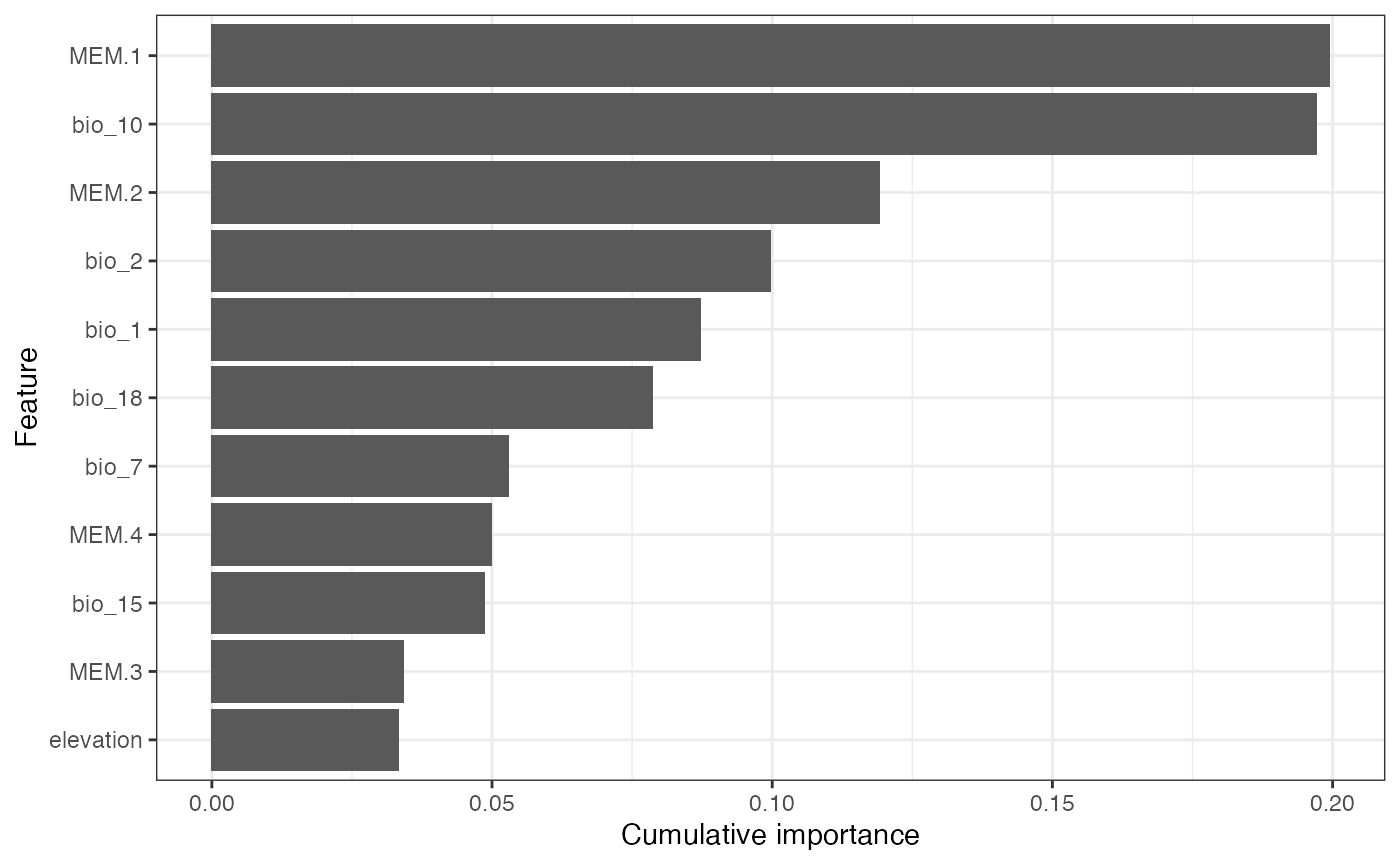 Feature
MEM.1
bio_10
MEM.2
bio_2
bio_1
bio_18
bio_7
MEM.4
bio_15
MEM.3
elevation
0.00 0.05 0.10 0.15 0.20
Cumulative importance